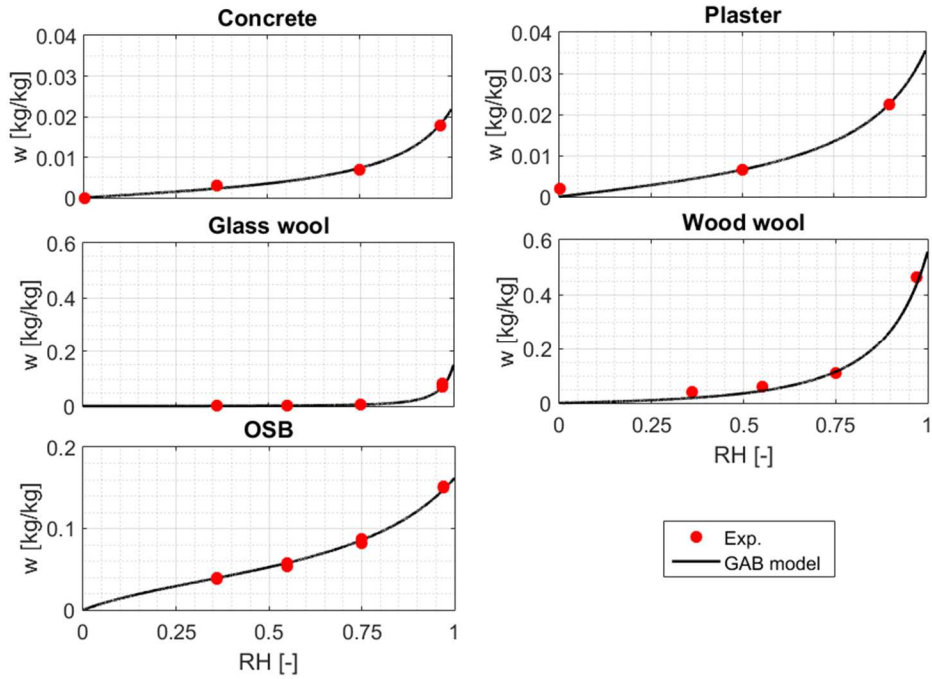 Concrete
0.04
0.03
0.02
0.01
0
w [kg/kg]
Plaster
0.04
0.03
0.02
0.01
0
w [kg/kg]
Glass wool
0.6
0.4
0.2
0
w [kg/kg]
Wood wool
0.6
0.4
0.2
0
w [kg/kg]
0 0.25 0.5 0.75 1
RH [-]
OSB
0.2
0.1
0
w [kg/kg]
0 0.25 0.5 0.75 1
RH [-]
Exp.
GAB model